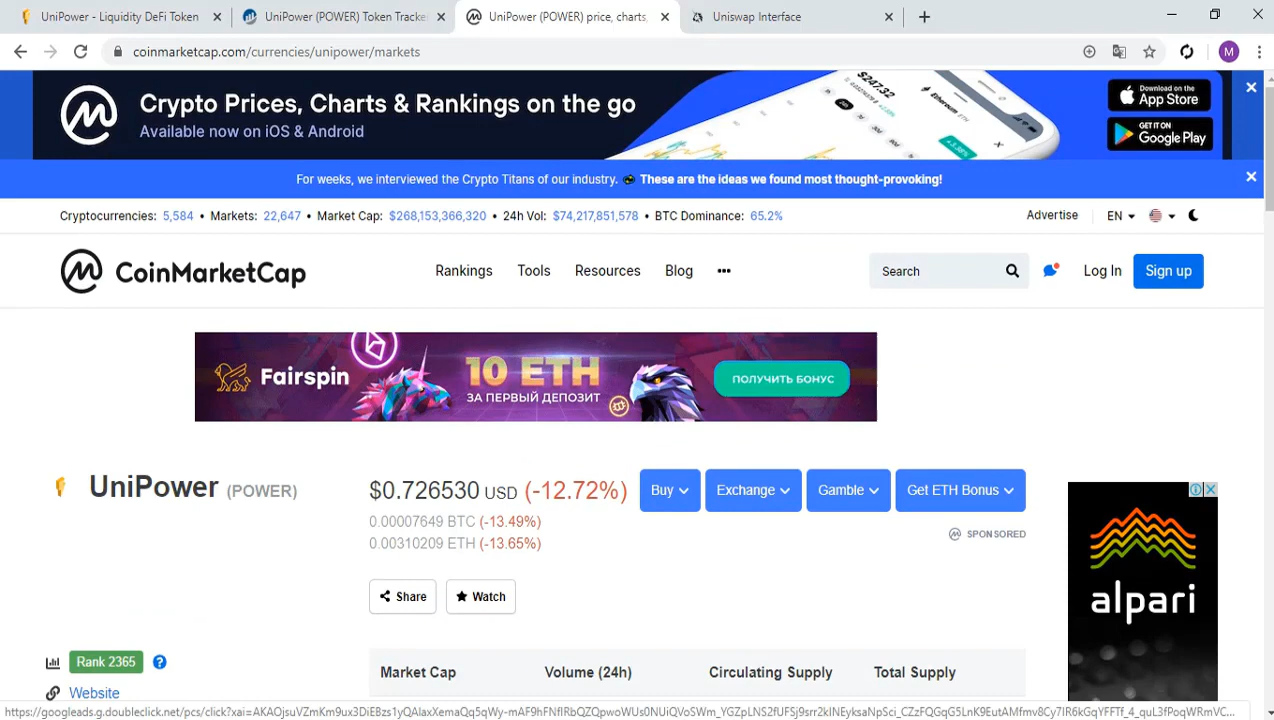 UniPower - Liquidity DeFi Token
UniPower (POWER) Token Tracke
UniPower (POWER) price, charts,
Uniswap Interface
coinmarketcap.com/currencies/unipower/markets
M
Crypto Prices, Charts & Rankings on the go
Available now on iOS & Android
$247.32
Download on the
App Store
GET IT ON
Google Play
For weeks, we interviewed the Crypto Titans of our industry. These are the ideas we found most thought-provoking!
Cryptocurrencies: 5,584 • Markets: 22,647 • Market Cap: $268,153,366,320 • 24h Vol: $74,217,851,578 • BTC Dominance: 65.2%
Advertise
EN
CoinMarketCap
Rankings
Tools
Resources
Blog
Search
Log In
Sign up
Fairspin
10 ETH
ЗА ПЕРВЫЙ ДЕПОЗИТ
ПОЛУЧИТЬ БОНУС
UniPower (POWER)
$0.726530 USD (-12.72%)
0.00007649 BTC (-13.49%)
0.00310209 ETH (-13.65%)
Buy
Exchange
Gamble
Get ETH Bonus
SPONSORED
Share
Watch
alpari
Rank 2365
Website
Market Cap
Volume (24h)
Circulating Supply
Total Supply